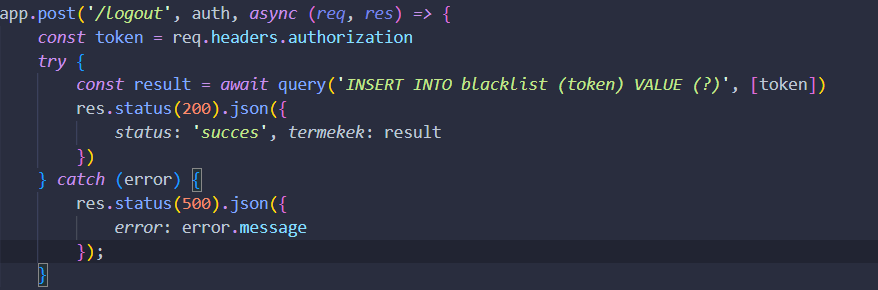 app.post('/logout', auth, async (req, res) => {
    const token = req.headers.authorization
    try {
        const result = await query('INSERT INTO blacklist (token) VALUE (?)', [token])
        res.status(200).json({
            status: 'succes', termekek: result
        })
    } catch (error) {
        res.status(500).json({
            error: error.message
        });
    }